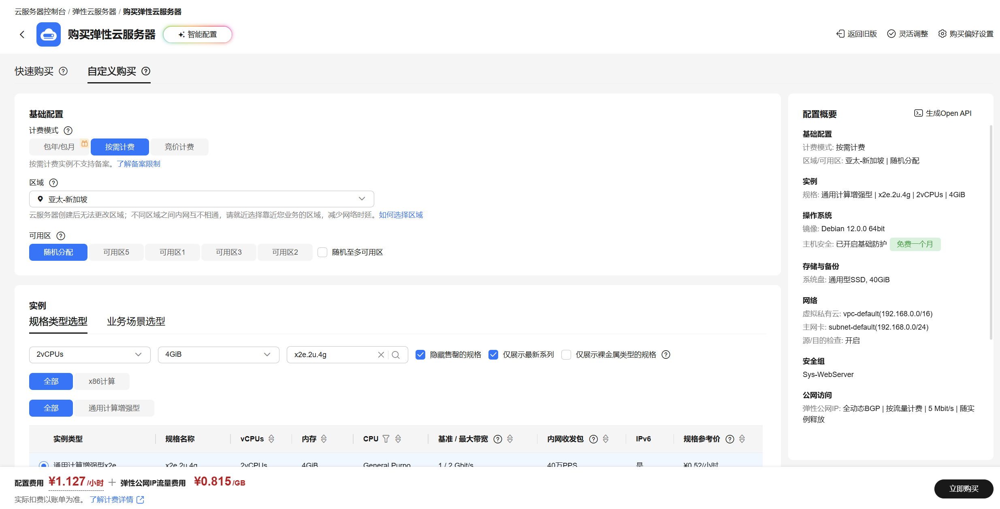 云服务器控制台 / 弹性云服务器 / 购买弹性云服务器
购买弹性云服务器
智能配置
返回旧版
灵活调整
购买偏好设置
快速购买
自定义购买
基础配置
计费模式
包年/包月
按需计费
竞价计费
按需计费实例不支持备案。了解备案限制
区域
亚太-新加坡
云服务器创建后无法更改区域；不同区域之间内网互不相通，请就近选择靠近您业务的区域，减少网络时延。如何选择区域
可用区
随机分配
可用区5
可用区1
可用区3
可用区2
随机至多可用区
实例
规格类型选型
业务场景选型
2vCPUs
4GiB
x2e.2u.4g
隐藏售罄的规格
仅展示最新系列
仅展示裸金属类型的规格
全部
x86计算
全部
通用计算增强型
实例类型
规格名称
vCPUs
内存
CPU
基准 / 最大带宽
内网收发包
IPv6
规格参考价
通用计算增强型x2e
x2e.2u.4g
2vCPUs
4GiB
General Purpo
1 / 2 Gbit/s
40万PPS
是
¥0.52/小时
配置概要
生成Open API
基础配置
计费模式: 按需计费
区域/可用区: 亚太-新加坡 | 随机分配
实例
规格: 通用计算增强型 | x2e.2u.4g | 2vCPUs | 4GiB
操作系统
镜像: Debian 12.0.0 64bit
主机安全: 已开启基础防护 免费一个月
存储与备份
系统盘: 通用型SSD, 40GiB
网络
虚拟私有云: vpc-default(192.168.0.0/16)
主网卡: subnet-default(192.168.0.0/24)
源/目的检查: 开启
安全组
Sys-WebServer
公网访问
弹性公网IP: 全动态BGP | 按流量计费 | 5 Mbit/s | 随实
例释放
配置费用 ¥1.127/小时 + 弹性公网IP流量费用 ¥0.815/GB
实际扣费以账单为准。 了解计费详情
立即购买